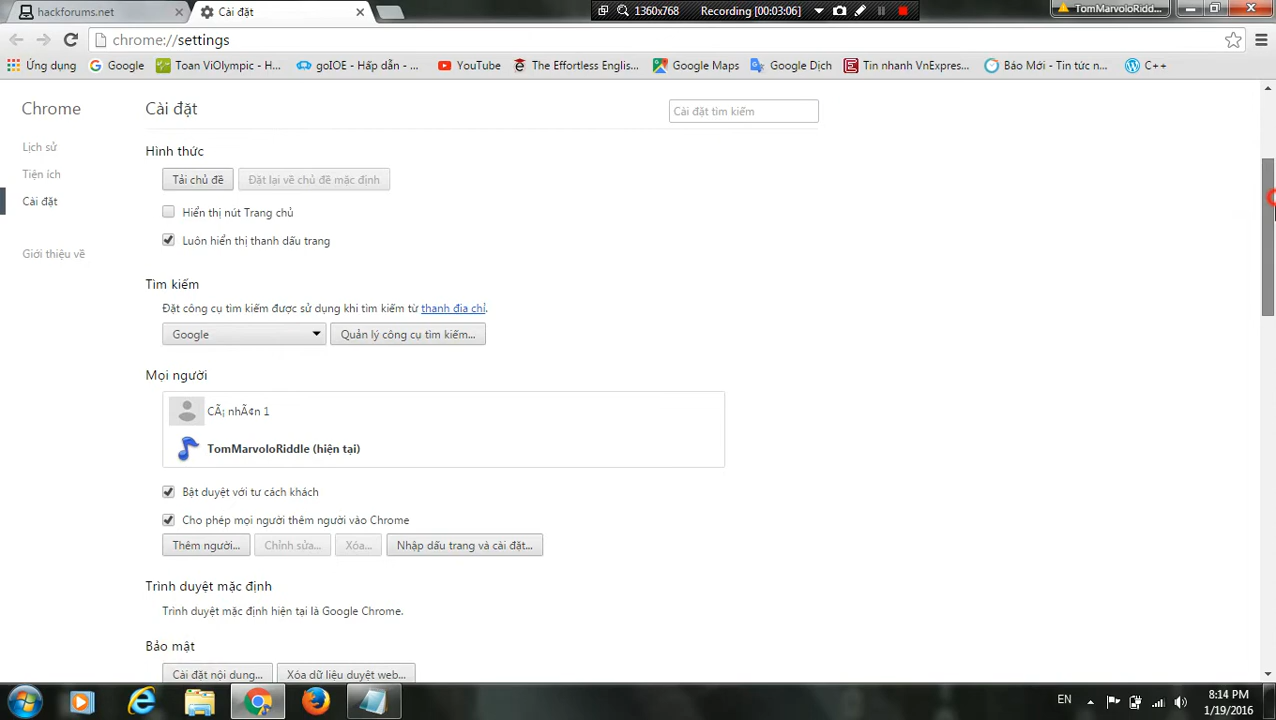 hackforums.net
Cài đặt
1360x768
Recording [00:03:06]
TomMarvoloRidd...
chrome://settings
Ứng dụng
Google
Toan ViOlympic - H...
goIOE - Hấp dẫn - ...
YouTube
The Effortless Englis...
Google Maps
Google Dịch
Tin nhanh VnExpres...
Báo Mới - Tin tức n...
C++
Chrome
Cài đặt
Cài đặt tìm kiếm
Lịch sử
Tiện ích
Cài đặt
Giới thiệu về
Hình thức
Tải chủ đề
Đặt lại về chủ đề mặc định
Hiển thị nút Trang chủ
Luôn hiển thị thanh dấu trang
Tìm kiếm
Đặt công cụ tìm kiếm được sử dụng khi tìm kiếm từ thanh địa chỉ.
Google
Quản lý công cụ tìm kiếm...
Mọi người
CÃ¡ nhÃ¢n 1
TomMarvoloRiddle (hiện tại)
Bật duyệt với tư cách khách
Cho phép mọi người thêm người vào Chrome
Thêm người...
Chỉnh sửa...
Xóa...
Nhập dấu trang và cài đặt...
Trình duyệt mặc định
Trình duyệt mặc định hiện tại là Google Chrome.
Bảo mật
Cài đặt nội dung...
Xóa dữ liệu duyệt web...
EN
8:14 PM
1/19/2016